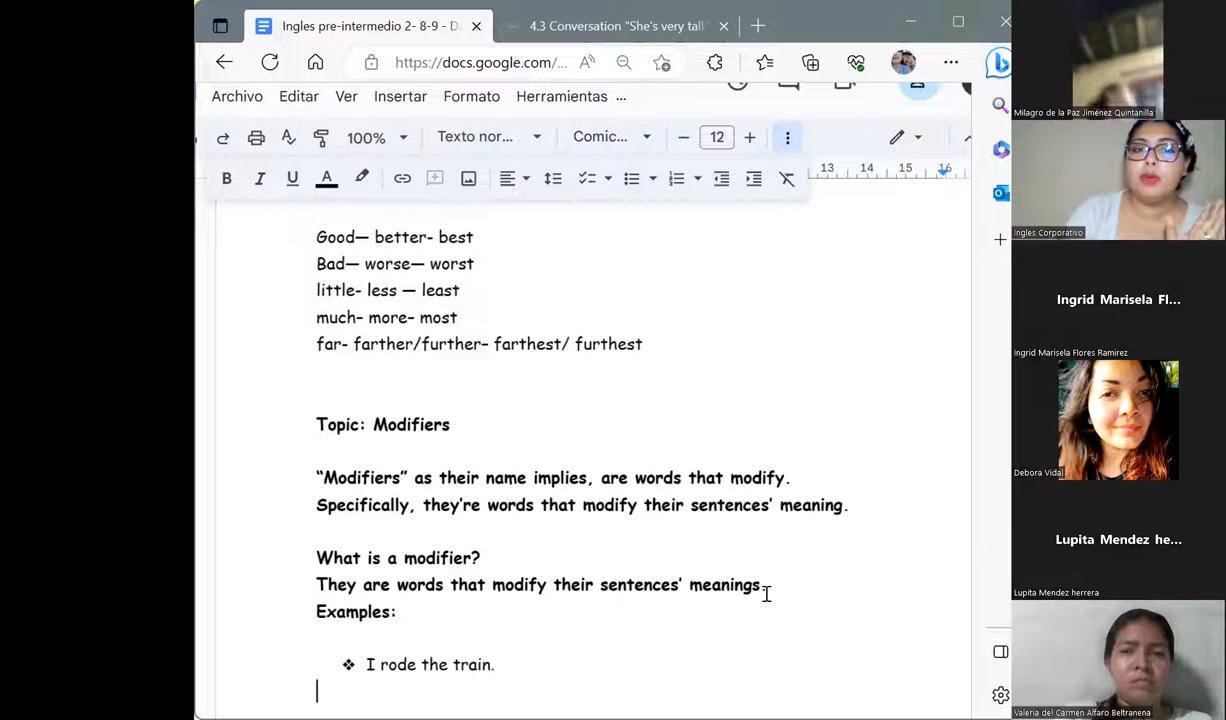 Ingles pre-intermedio 2- 8-9 - D
4.3 Conversation "She's very tall
https://docs.google.com/...
Archivo Editar Ver Insertar Formato Herramientas ...
100% Texto nor... Comic... 12
B I U A
13 14 15 16
Good— better- best
Bad— worse— worst
little- less — least
much- more- most
far- farther/further- farthest/ furthest
Topic: Modifiers
“Modifiers” as their name implies, are words that modify.
Specifically, they're words that modify their sentences' meaning.
What is a modifier?
They are words that modify their sentences' meanings.
Examples:
❖ I rode the train.
Milagro de la Paz Jiménez Quintanilla
Ingles Corporativo
Ingrid Marisela Fl...
Ingrid Marisela Flores Ramirez
Debora Vidal
Lupita Mendez he...
Lupita Mendez herrera
Valeria del Carmen Alfaro Beltranena